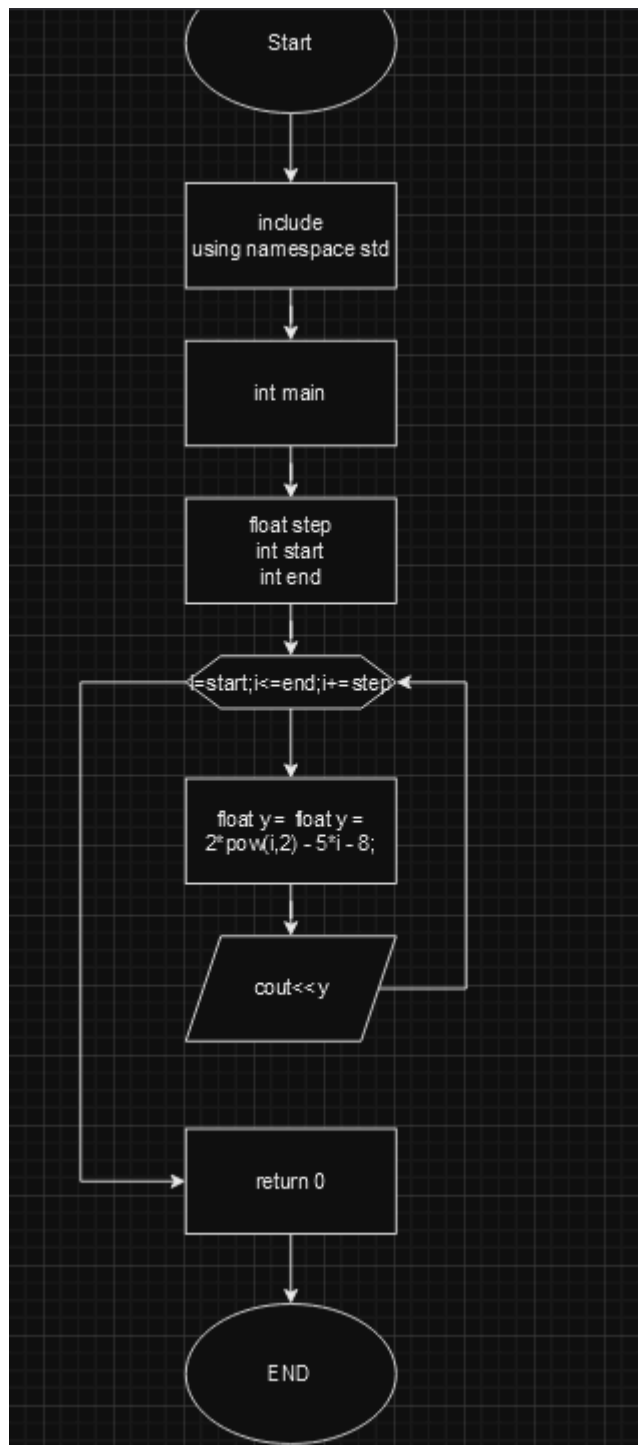 Start
include
using namespace std
int main
float step
int start
int end
i=start;i<=end;i+=step
float y = float y =
2*pow(i,2) - 5*i - 8;
cout<<y
return 0
END